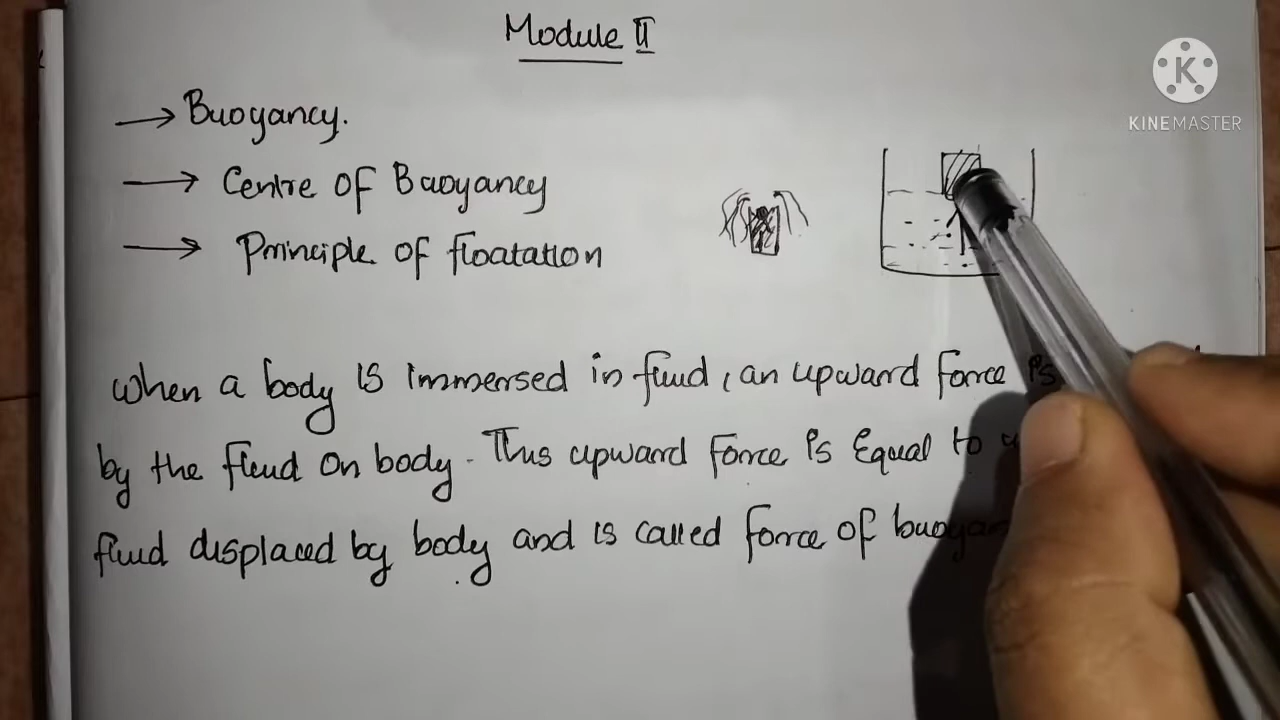 Module II
→ Buoyancy.
→ Centre of Buoyancy
→ Principle of floatation
K
KINEMASTER
When a body is immersed in fluid, an upward force is
by the fluid on body. This upward force is equal to
fluid displaced by body and is called force of buoyan